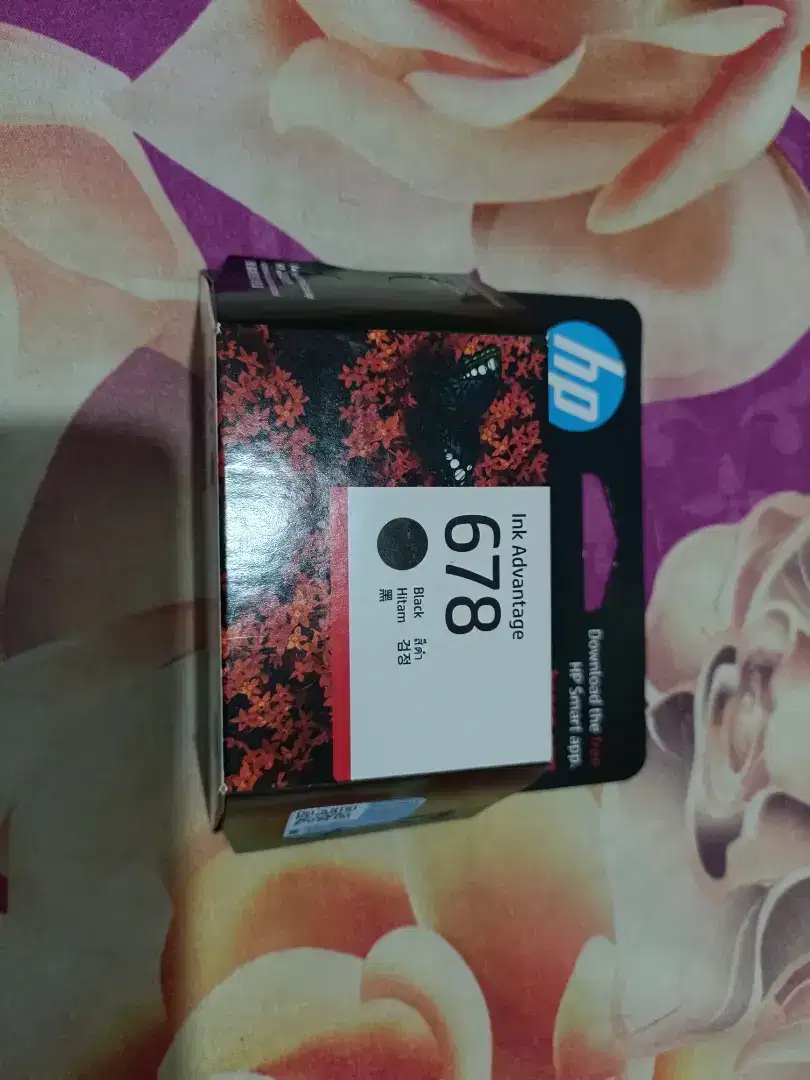 hp
Download the free
HP Smart app.
Ink Advantage
678
Black สีดำ
Hitam 검정
黑